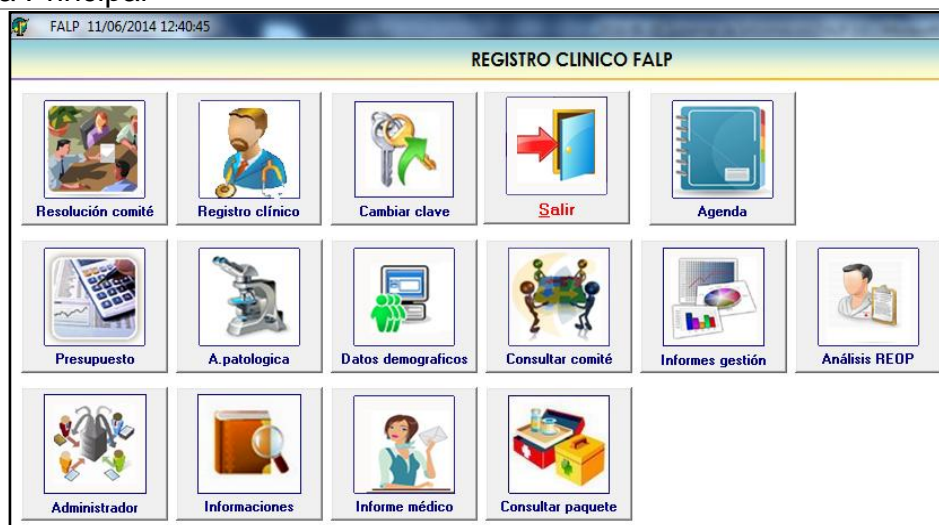 FALP 11/06/2014 12:40:45
REGISTRO CLINICO FALP
Resolución comité
Registro clínico
Cambiar clave
Salir
Agenda
Presupuesto
A.patologica
Datos demograficos
Consultar comité
Informes gestión
Análisis REOP
Administrador
Informaciones
Informe médico
Consultar paquete